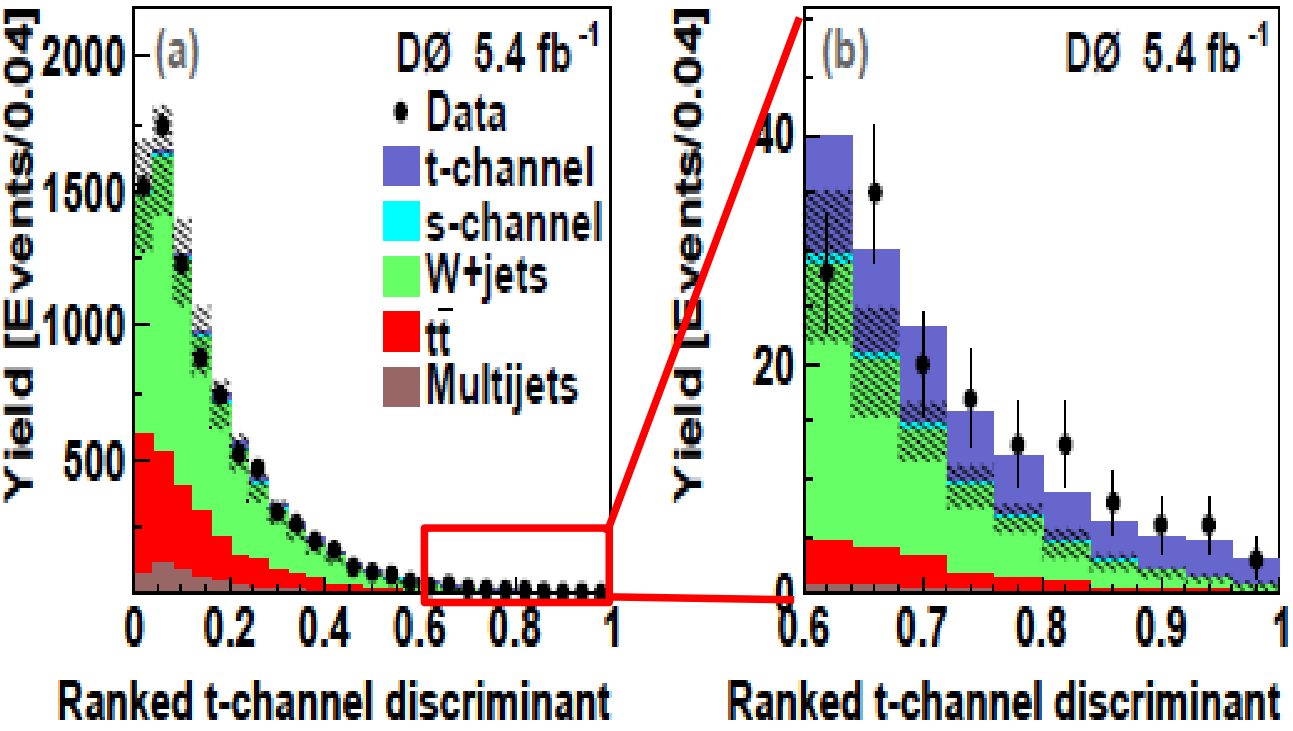 Yield [Events/0.04]
(a)
DØ 5.4 fb⁻¹
Data
t-channel
s-channel
W+jets
tt̄
Multijets
2000
1500
1000
500
0 0.2 0.4 0.6 0.8 1
Ranked t-channel discriminant
Yield [Events/0.04]
(b)
DØ 5.4 fb⁻¹
40
20
0
0.6 0.7 0.8 0.9 1
Ranked t-channel discriminant